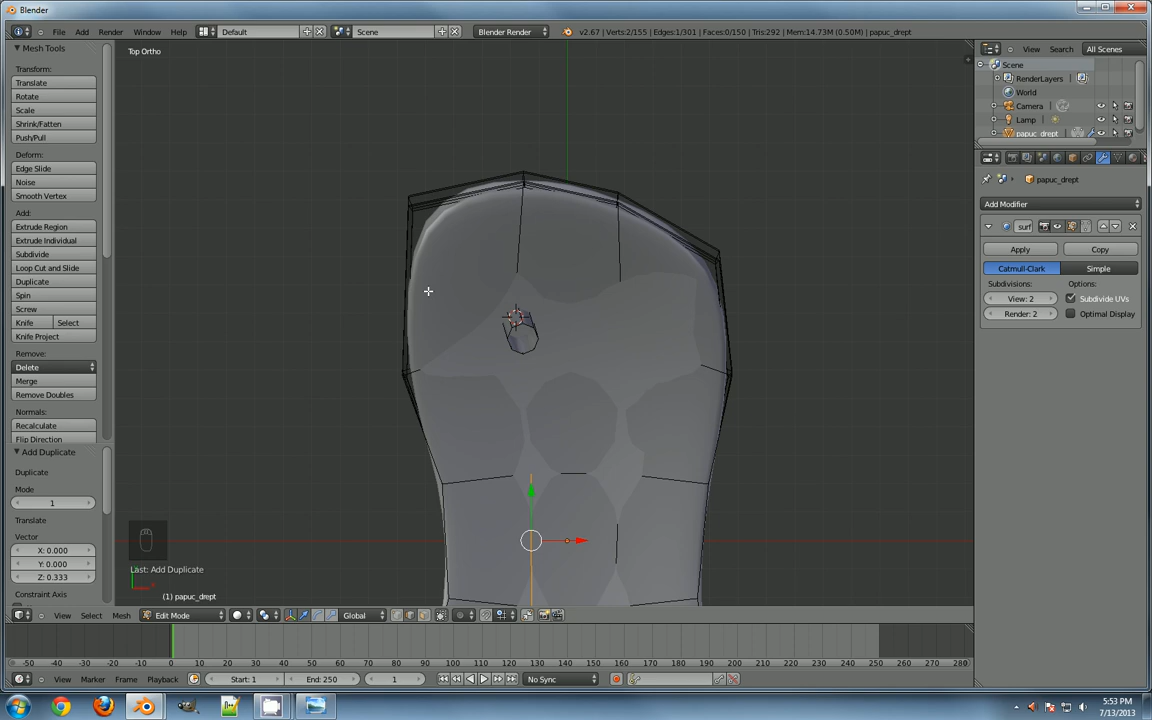 Blender
File Add Render Window Help Default Scene Blender Render v2.67 | Verts:2/155 | Edges:1/301 | Faces:0/150 | Tris:292 | Mem:14.73M (0.50M) | papuc_drept
Mesh Tools
Transform:
Translate
Rotate
Scale
Shrink/Fatten
Push/Pull
Deform:
Edge Slide
Noise
Smooth Vertex
Add:
Extrude Region
Extrude Individual
Subdivide
Loop Cut and Slide
Duplicate
Spin
Screw
Knife Select
Knife Project
Remove:
Delete
Merge
Remove Doubles
Normals:
Recalculate
Flip Direction
Add Duplicate
Duplicate
Mode
1
Translate
Vector
X: 0.000
Y: 0.000
Z: 0.333
Constraint Axis
Top Ortho
Last: Add Duplicate
(1) papuc_drept
View Select Mesh Edit Mode Global
View Search All Scenes
Scene
RenderLayers
World
Camera
Lamp
papuc_drept
papuc_drept
Add Modifier
surf
Apply Copy
Catmull-Clark Simple
Subdivisions: Options:
View: 2 Subdivide UVs
Render: 2 Optimal Display
-50 -40 -30 -20 -10 0 10 20 30 40 50 60 70 80 90 100 110 120 130 140 150 160 170 180 190 200 210 220 230 240 250 260 270 280
View Marker Frame Playback Start: 1 End: 250 1 No Sync
5:53 PM
7/13/2013